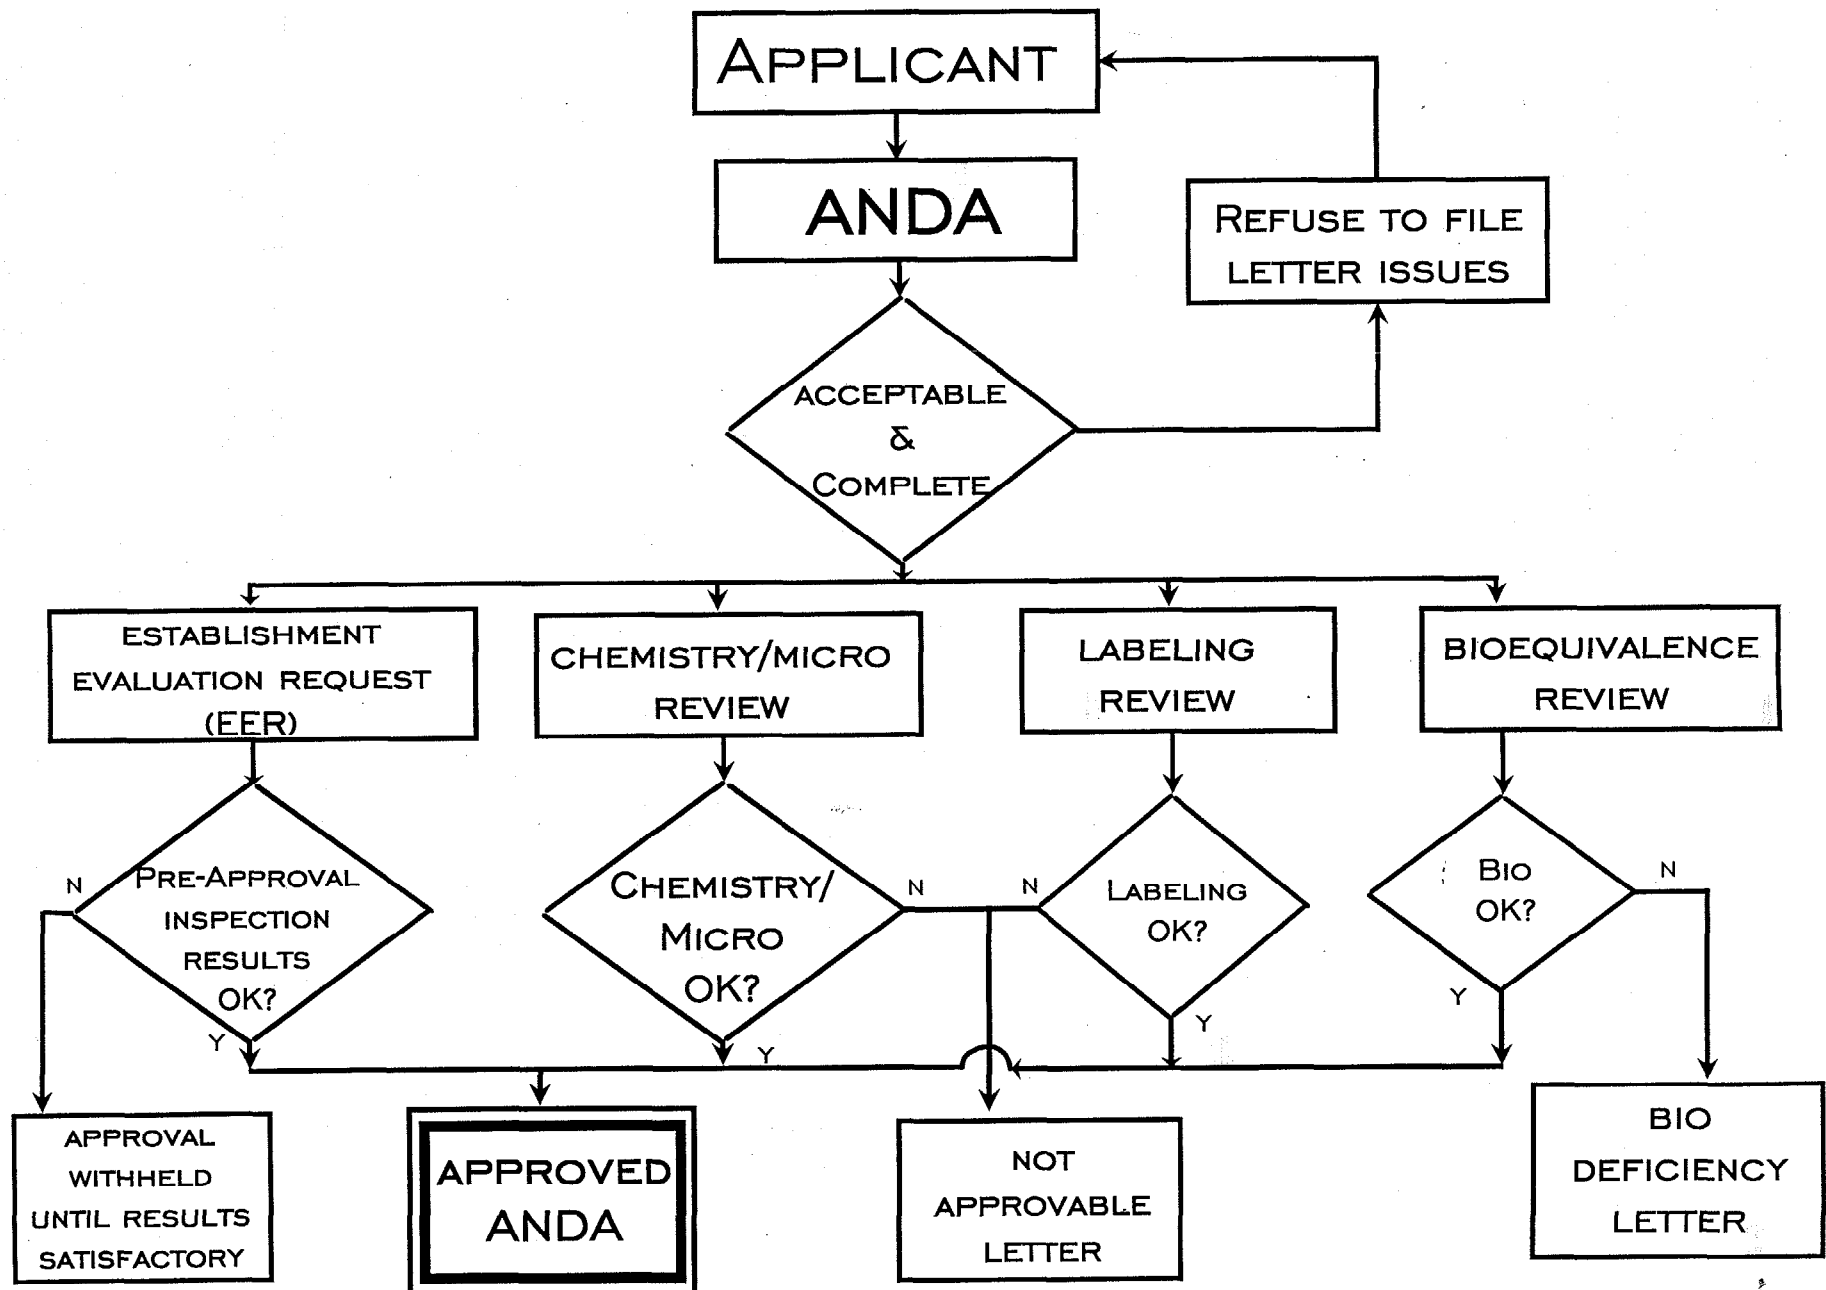 APPLICANT
ANDA
REFUSE TO FILE
LETTER ISSUES
ACCEPTABLE
&
COMPLETE
ESTABLISHMENT
EVALUATION REQUEST
(EER)
CHEMISTRY/MICRO
REVIEW
LABELING
REVIEW
BIOEQUIVALENCE
REVIEW
N
PRE-APPROVAL
INSPECTION
RESULTS
OK?
Y
CHEMISTRY/
MICRO
OK?
N
Y
N
LABELING
OK?
Y
BIO
OK?
N
Y
APPROVAL
WITHHELD
UNTIL RESULTS
SATISFACTORY
APPROVED
ANDA
NOT
APPROVABLE
LETTER
BIO
DEFICIENCY
LETTER